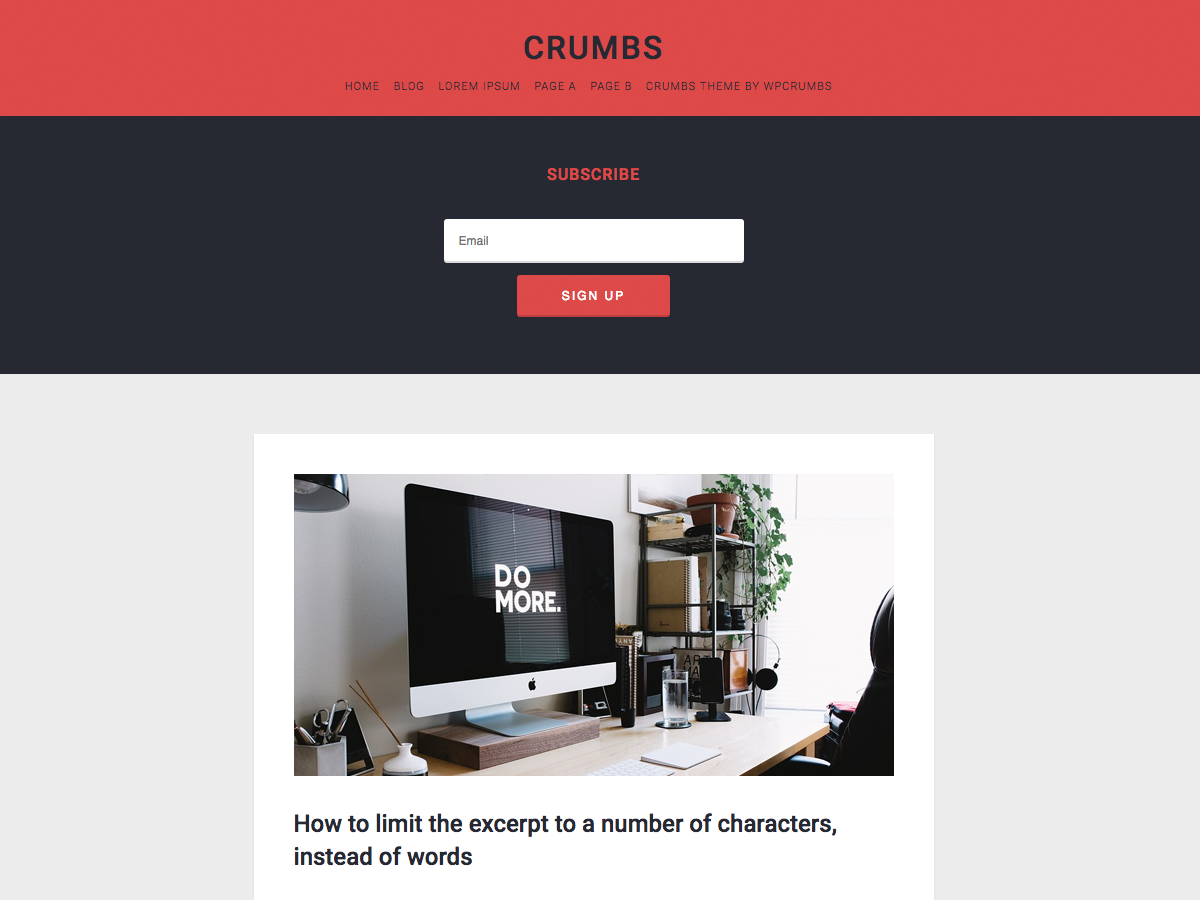 CRUMBS
HOME BLOG LOREM IPSUM PAGE A PAGE B CRUMBS THEME BY WPCRUMBS
SUBSCRIBE
Email
SIGN UP
DO
MORE.
How to limit the excerpt to a number of characters,
instead of words